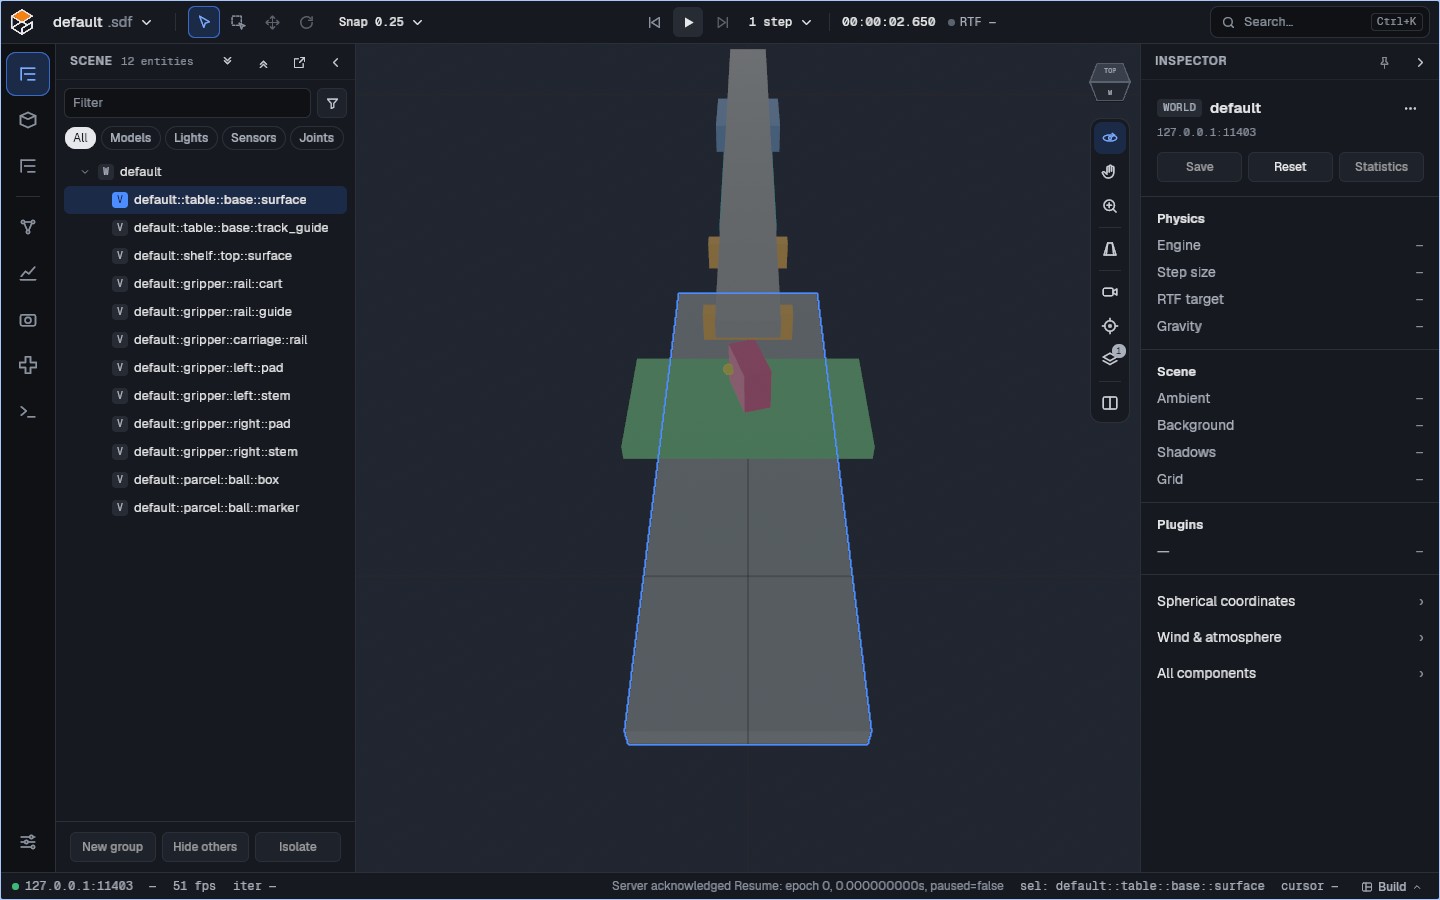 default .sdf
Snap 0.25
1 step
00:00:02.650
RTF –
Search...
Ctrl+K
SCENE 12 entities
Filter
All
Models
Lights
Sensors
Joints
W default
V default::table::base::surface
V default::table::base::track_guide
V default::shelf::top::surface
V default::gripper::rail::cart
V default::gripper::rail::guide
V default::gripper::carriage::rail
V default::gripper::left::pad
V default::gripper::left::stem
V default::gripper::right::pad
V default::gripper::right::stem
V default::parcel::ball::box
V default::parcel::ball::marker
New group
Hide others
Isolate
TOP
1
INSPECTOR
WORLD default
127.0.0.1:11403
Save
Reset
Statistics
Physics
Engine –
Step size –
RTF target –
Gravity –
Scene
Ambient –
Background –
Shadows –
Grid –
Plugins
— –
Spherical coordinates
Wind & atmosphere
All components
127.0.0.1:11403 – 51 fps iter –
Server acknowledged Resume: epoch 0, 0.000000000s, paused=false
sel: default::table::base::surface
cursor –
Build